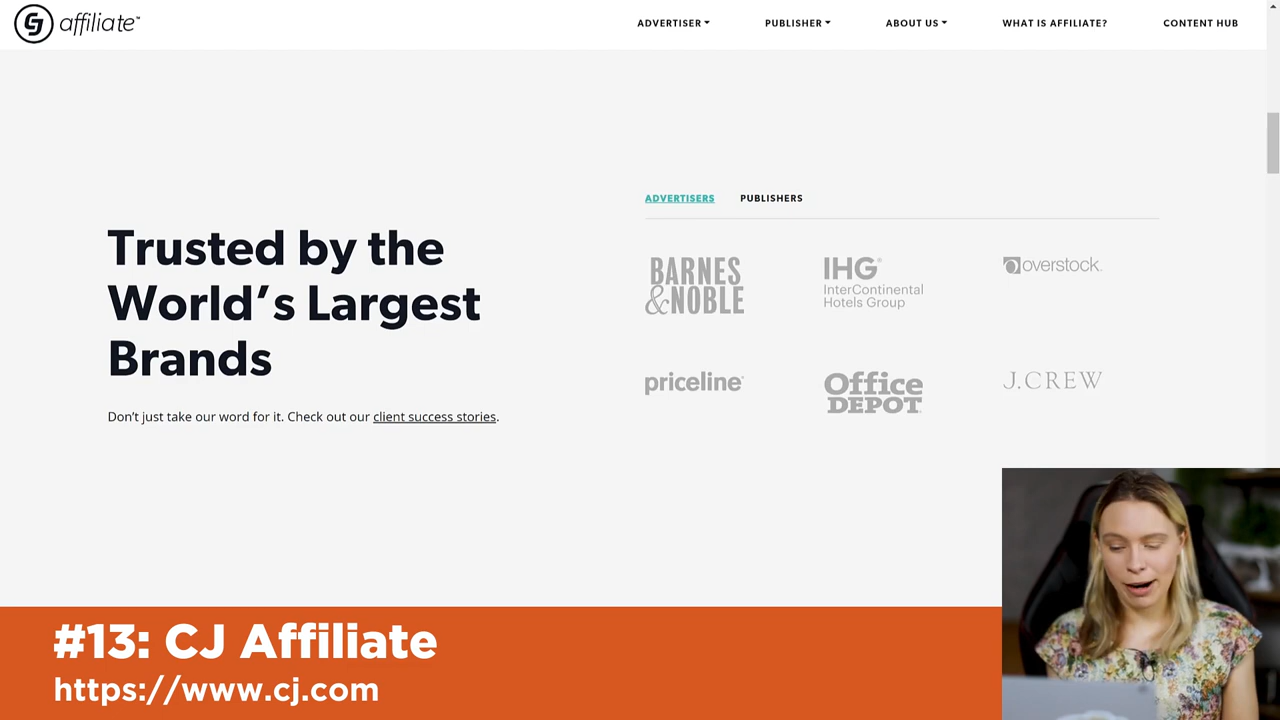 CJ affiliate™
ADVERTISER PUBLISHER ABOUT US WHAT IS AFFILIATE? CONTENT HUB
ADVERTISERS PUBLISHERS
Trusted by the
World’s Largest
Brands
Don’t just take our word for it. Check out our client success stories.
BARNES
&NOBLE
IHG®
InterContinental
Hotels Group
overstock.
priceline®
Office
DEPOT
J.CREW
#13: CJ Affiliate
https://www.cj.com